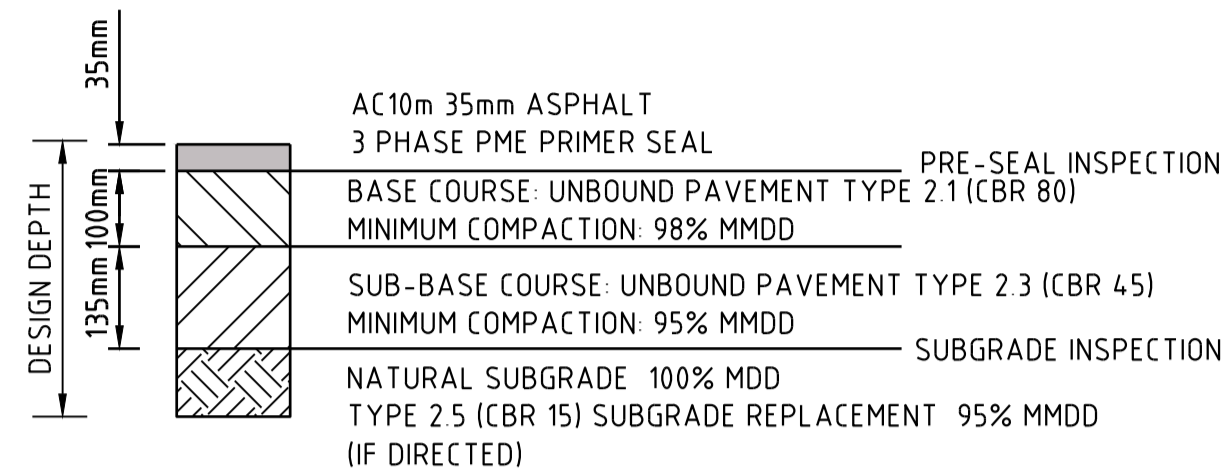 35mm
AC10m 35mm ASPHALT
3 PHASE PME PRIMER SEAL
PRE-SEAL INSPECTION
100mm
BASE COURSE: UNBOUND PAVEMENT TYPE 2.1 (CBR 80)
MINIMUM COMPACTION: 98% MMDD
DESIGN DEPTH
135mm
SUB-BASE COURSE: UNBOUND PAVEMENT TYPE 2.3 (CBR 45)
MINIMUM COMPACTION: 95% MMDD
SUBGRADE INSPECTION
NATURAL SUBGRADE 100% MDD
TYPE 2.5 (CBR 15) SUBGRADE REPLACEMENT 95% MMDD
(IF DIRECTED)